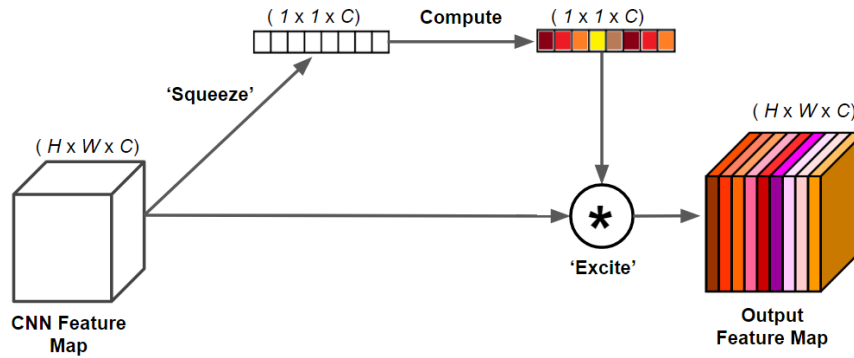 ( 1 x 1 x C)
Compute
( 1 x 1 x C)
‘Squeeze’
( H x W x C)
( H x W x C)
*
‘Excite’
CNN Feature
Map
Output
Feature Map